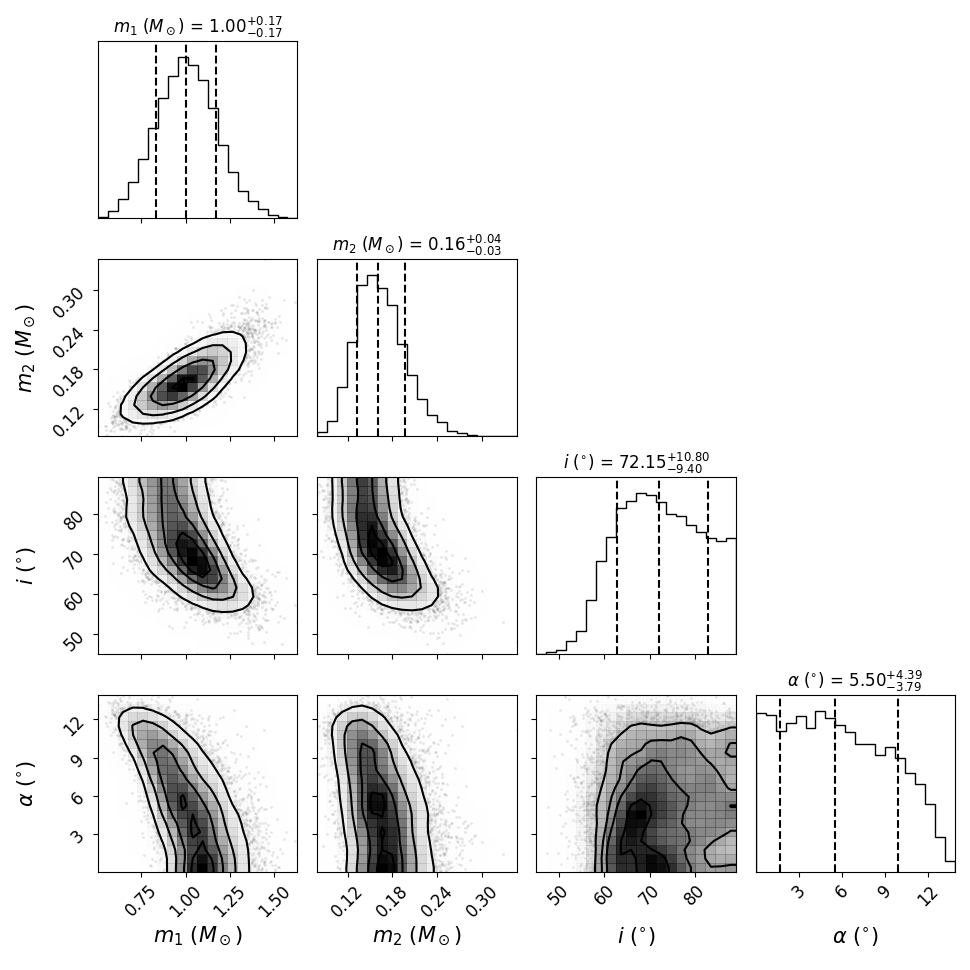 m₁ (M⊙) = 1.00+0.17−0.17
m₂ (M⊙) = 0.16+0.04−0.03
0.30
0.24
0.18
0.12
m₂ (M⊙)
i (°) = 72.15+10.80−9.40
80
70
60
50
i (°)
α (°) = 5.50+4.39−3.79
12
9
6
3
α (°)
0.75 1.00 1.25 1.50
0.12 0.18 0.24 0.30
50 60 70 80
3 6 9 12
m₁ (M⊙) m₂ (M⊙) i (°) α (°)